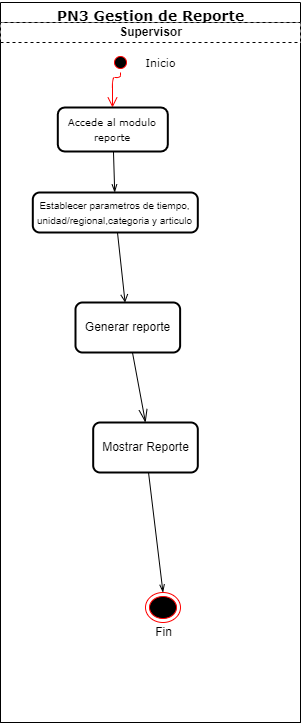 PN3 Gestion de Reporte
Supervisor
Inicio
Accede al modulo
reporte
Establecer parametros de tiempo,
unidad/regional,categoria y articulo
Generar reporte
Mostrar Reporte
Fin